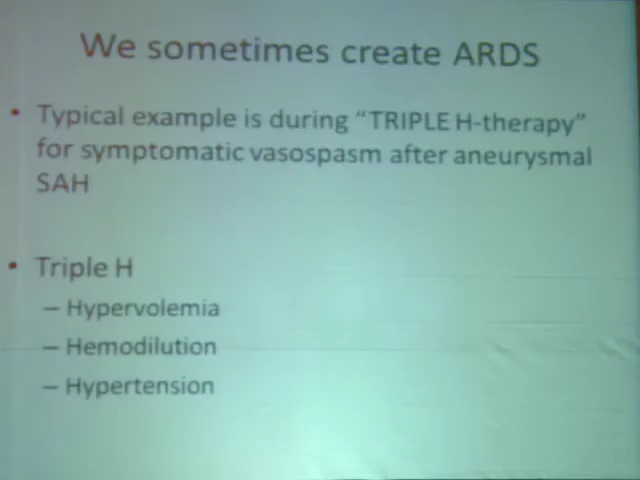 We sometimes create ARDS
• Typical example is during “TRIPLE H-therapy”
for symptomatic vasospasm after aneurysmal
SAH
• Triple H
– Hypervolemia
– Hemodilution
– Hypertension